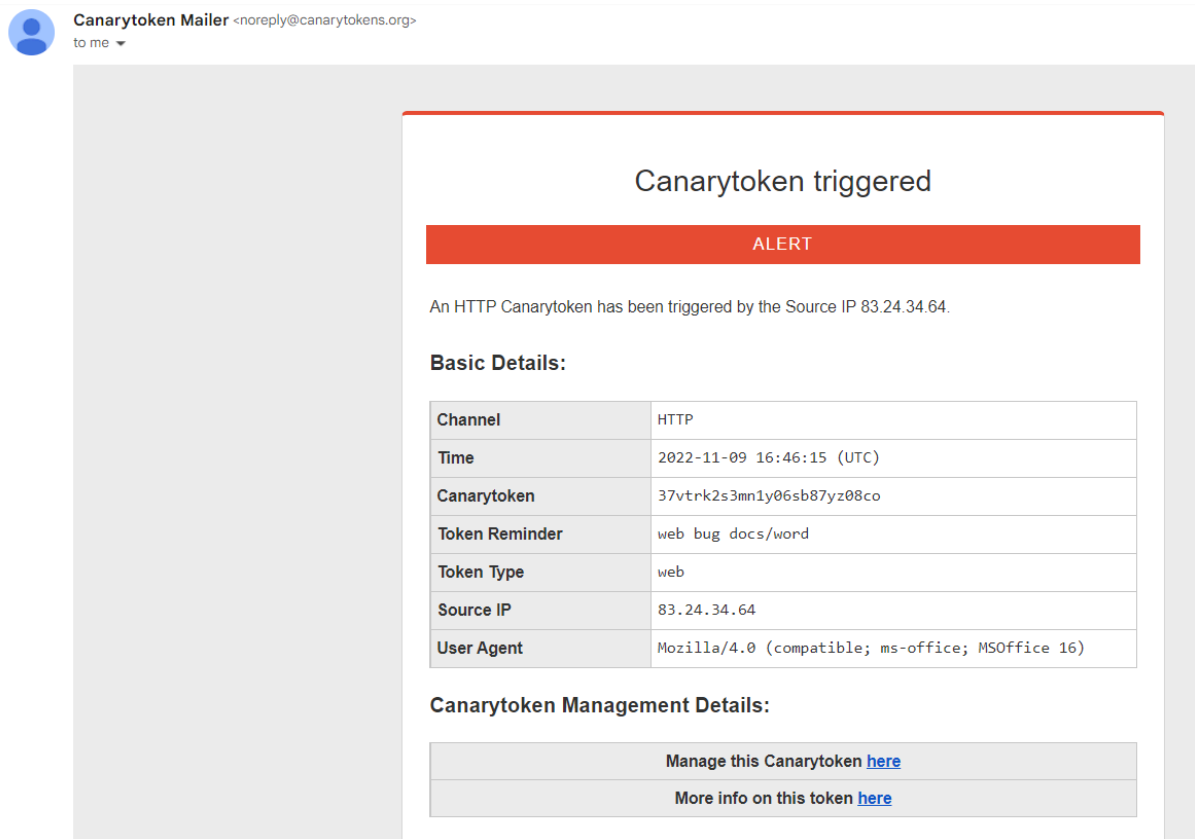 Canarytoken Mailer <noreply@canarytokens.org>
to me
Canarytoken triggered
ALERT
An HTTP Canarytoken has been triggered by the Source IP 83.24.34.64.
Basic Details:
Channel HTTP
Time 2022-11-09 16:46:15 (UTC)
Canarytoken 37vtrk2s3mn1y06sb87yz08co
Token Reminder web bug docs/word
Token Type web
Source IP 83.24.34.64
User Agent Mozilla/4.0 (compatible; ms-office; MSOffice 16)
Canarytoken Management Details:
Manage this Canarytoken here
More info on this token here